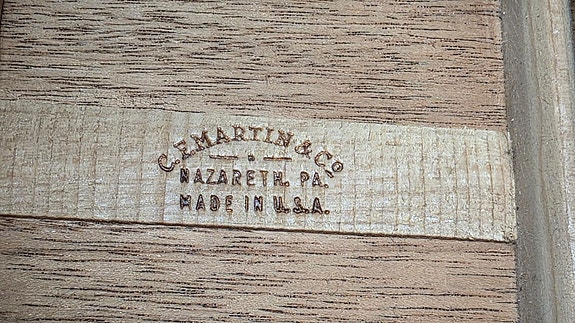 C.F.MARTIN & Co.
NAZARETH. PA.
MADE IN U.S.A.